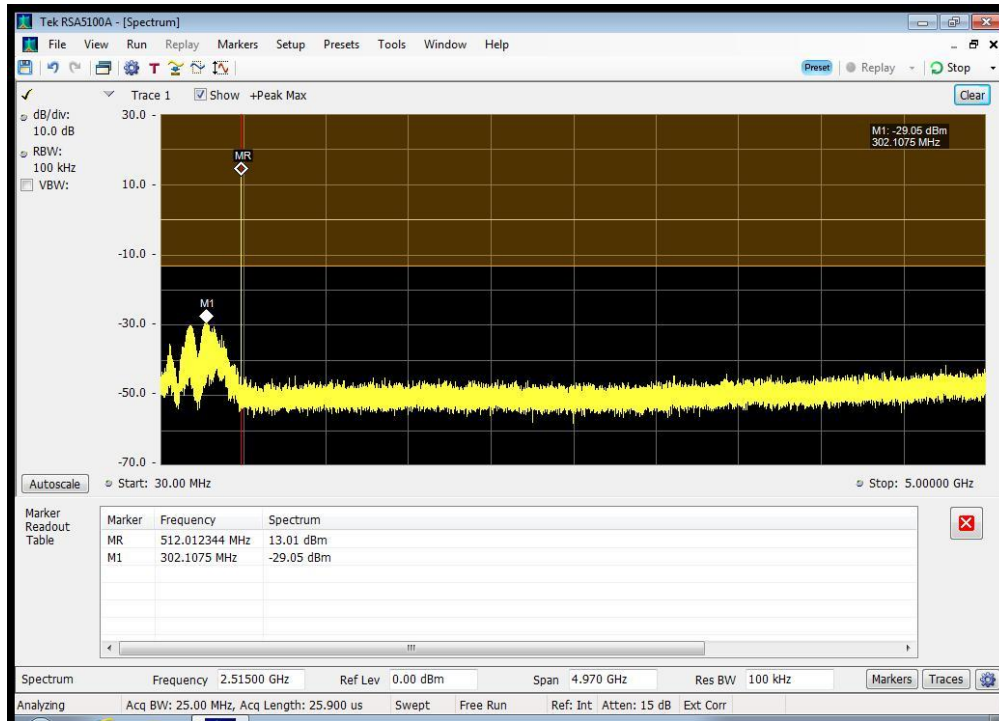 Tek RSA5100A - [Spectrum]
File View Run Replay Markers Setup Presets Tools Window Help
Preset Replay Stop
Trace 1 Show +Peak Max Clear
dB/div:
10.0 dB
RBW:
100 kHz
VBW:
30.0
10.0
-10.0
-30.0
-50.0
-70.0
M1: -29.05 dBm
302.1075 MHz
MR
M1
Autoscale Start: 30.00 MHz Stop: 5.00000 GHz
Marker
Readout
Table
Marker Frequency Spectrum
MR 512.012344 MHz 13.01 dBm
M1 302.1075 MHz -29.05 dBm
Spectrum Frequency 2.51500 GHz Ref Lev 0.00 dBm Span 4.970 GHz Res BW 100 kHz Markers Traces
Analyzing Acq BW: 25.00 MHz, Acq Length: 25.900 us Swept Free Run Ref: Int Atten: 15 dB Ext Corr